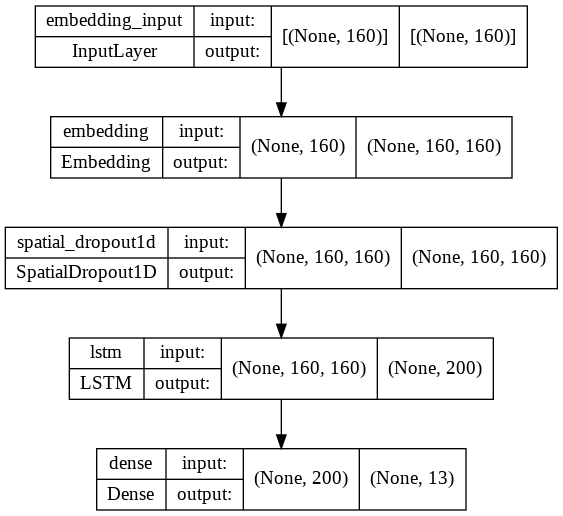 embedding_input input: [(None, 160)] [(None, 160)]
InputLayer output:
embedding input: (None, 160) (None, 160, 160)
Embedding output:
spatial_dropout1d input: (None, 160, 160) (None, 160, 160)
SpatialDropout1D output:
lstm input: (None, 160, 160) (None, 200)
LSTM output:
dense input: (None, 200) (None, 13)
Dense output: